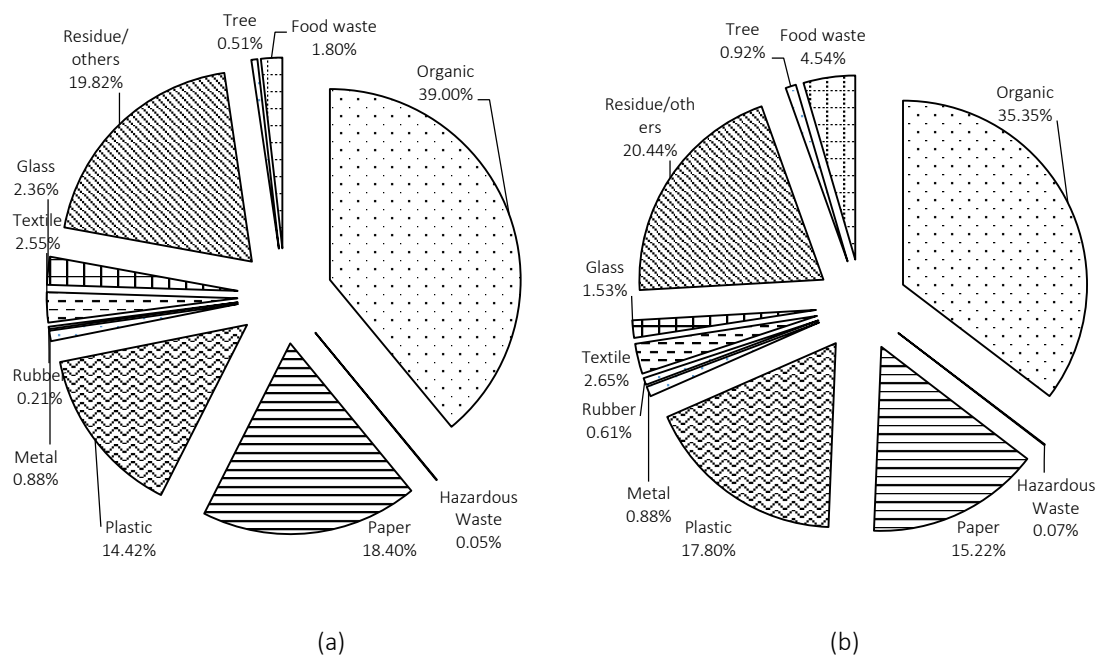 Tree
0.51%
Food waste
1.80%
Residue/
others
19.82%
Organic
39.00%
Glass
2.36%
Textile
2.55%
Rubber
0.21%
Metal
0.88%
Plastic
14.42%
Paper
18.40%
Hazardous
Waste
0.05%
(a)
Tree
0.92%
Food waste
4.54%
Residue/oth
ers
20.44%
Organic
35.35%
Glass
1.53%
Textile
2.65%
Rubber
0.61%
Metal
0.88%
Plastic
17.80%
Paper
15.22%
Hazardous
Waste
0.07%
(b)